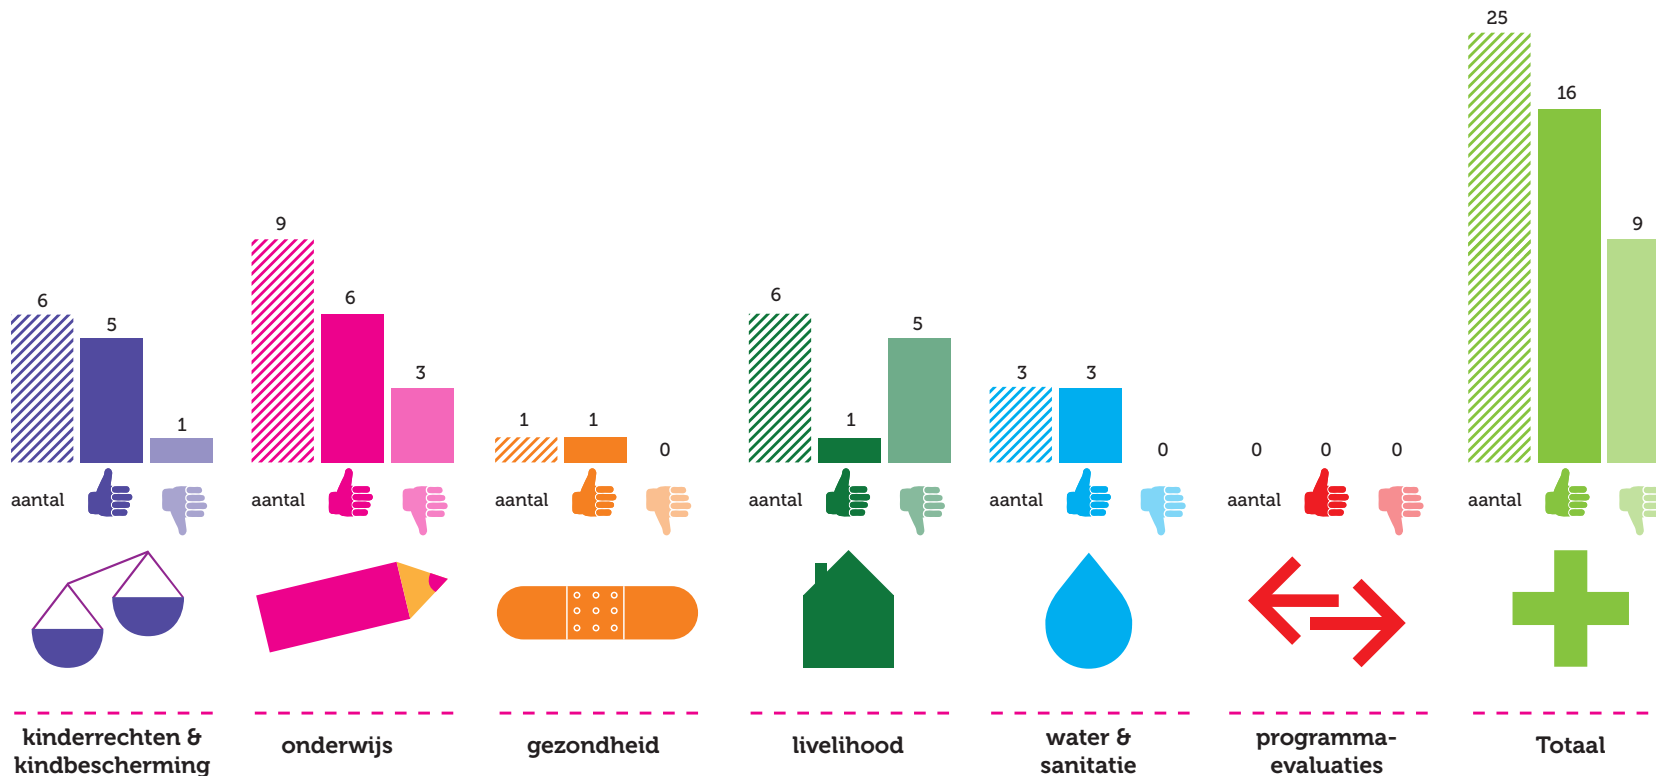 25
16
9
9
6
3
6
5
1
6
1
5
3
3
0
1
1
0
0
0
0
aantal
aantal
aantal
aantal
aantal
aantal
aantal
kinderrechten &
kindbescherming
onderwijs
gezondheid
livelihood
water &
sanitatie
programma-
evaluaties
Totaal